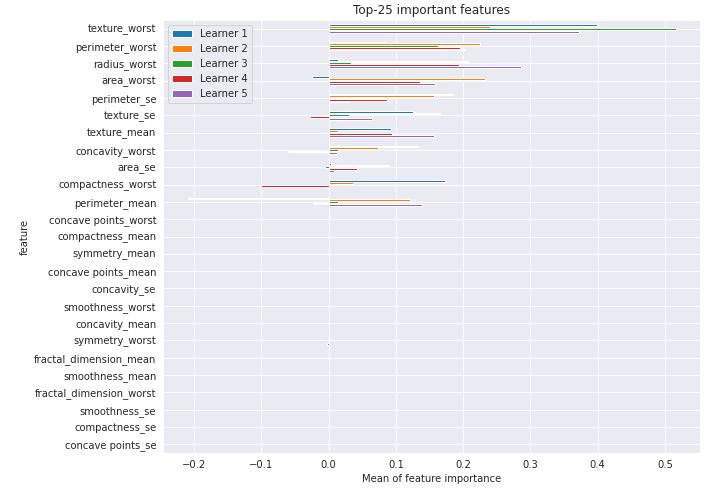 Top-25 important features
Learner 1
Learner 2
Learner 3
Learner 4
Learner 5
texture_worst
perimeter_worst
radius_worst
area_worst
perimeter_se
texture_se
texture_mean
concavity_worst
area_se
compactness_worst
perimeter_mean
concave points_worst
compactness_mean
symmetry_mean
concave points_mean
concavity_se
smoothness_worst
concavity_mean
symmetry_worst
fractal_dimension_mean
smoothness_mean
fractal_dimension_worst
smoothness_se
compactness_se
concave points_se
feature
−0.2 −0.1 0.0 0.1 0.2 0.3 0.4 0.5
Mean of feature importance